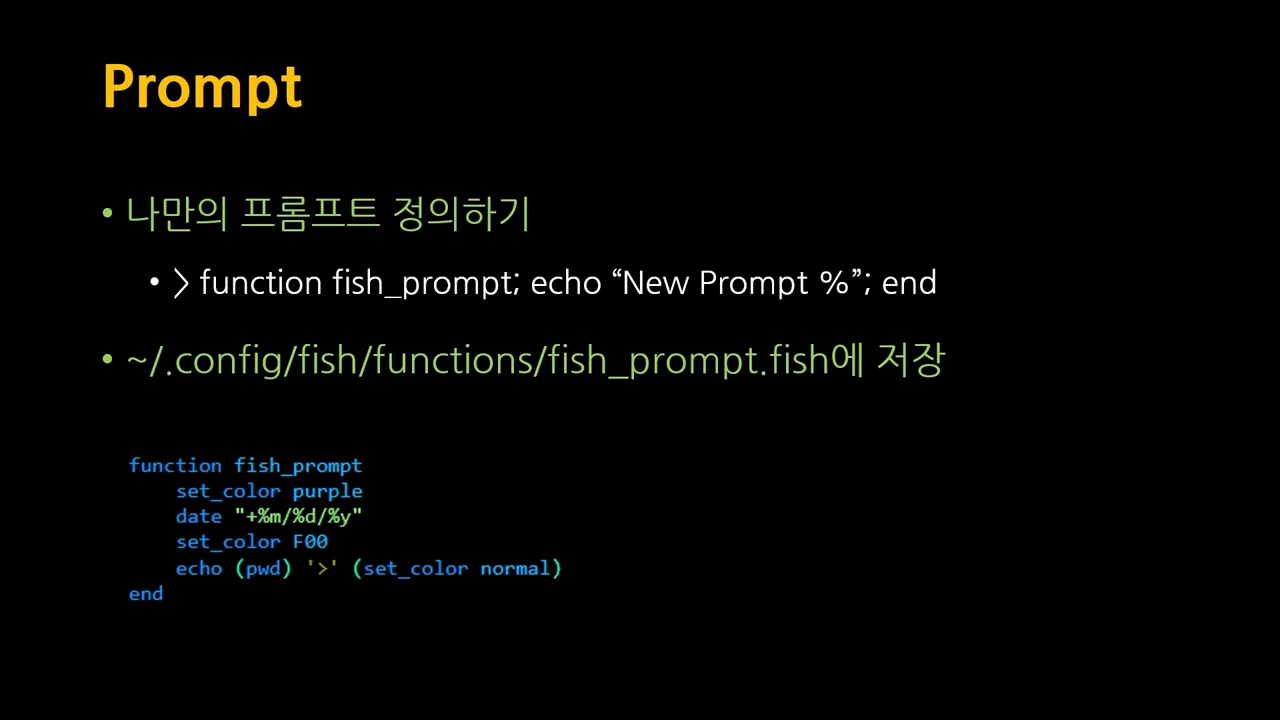 Prompt
• 나만의 프롬프트 정의하기
• 〉function fish_prompt; echo “New Prompt %”; end
• ~/.config/fish/functions/fish_prompt.fish에 저장
function fish_prompt
    set_color purple
    date "+%m/%d/%y"
    set_color F00
    echo (pwd) '>' (set_color normal)
end